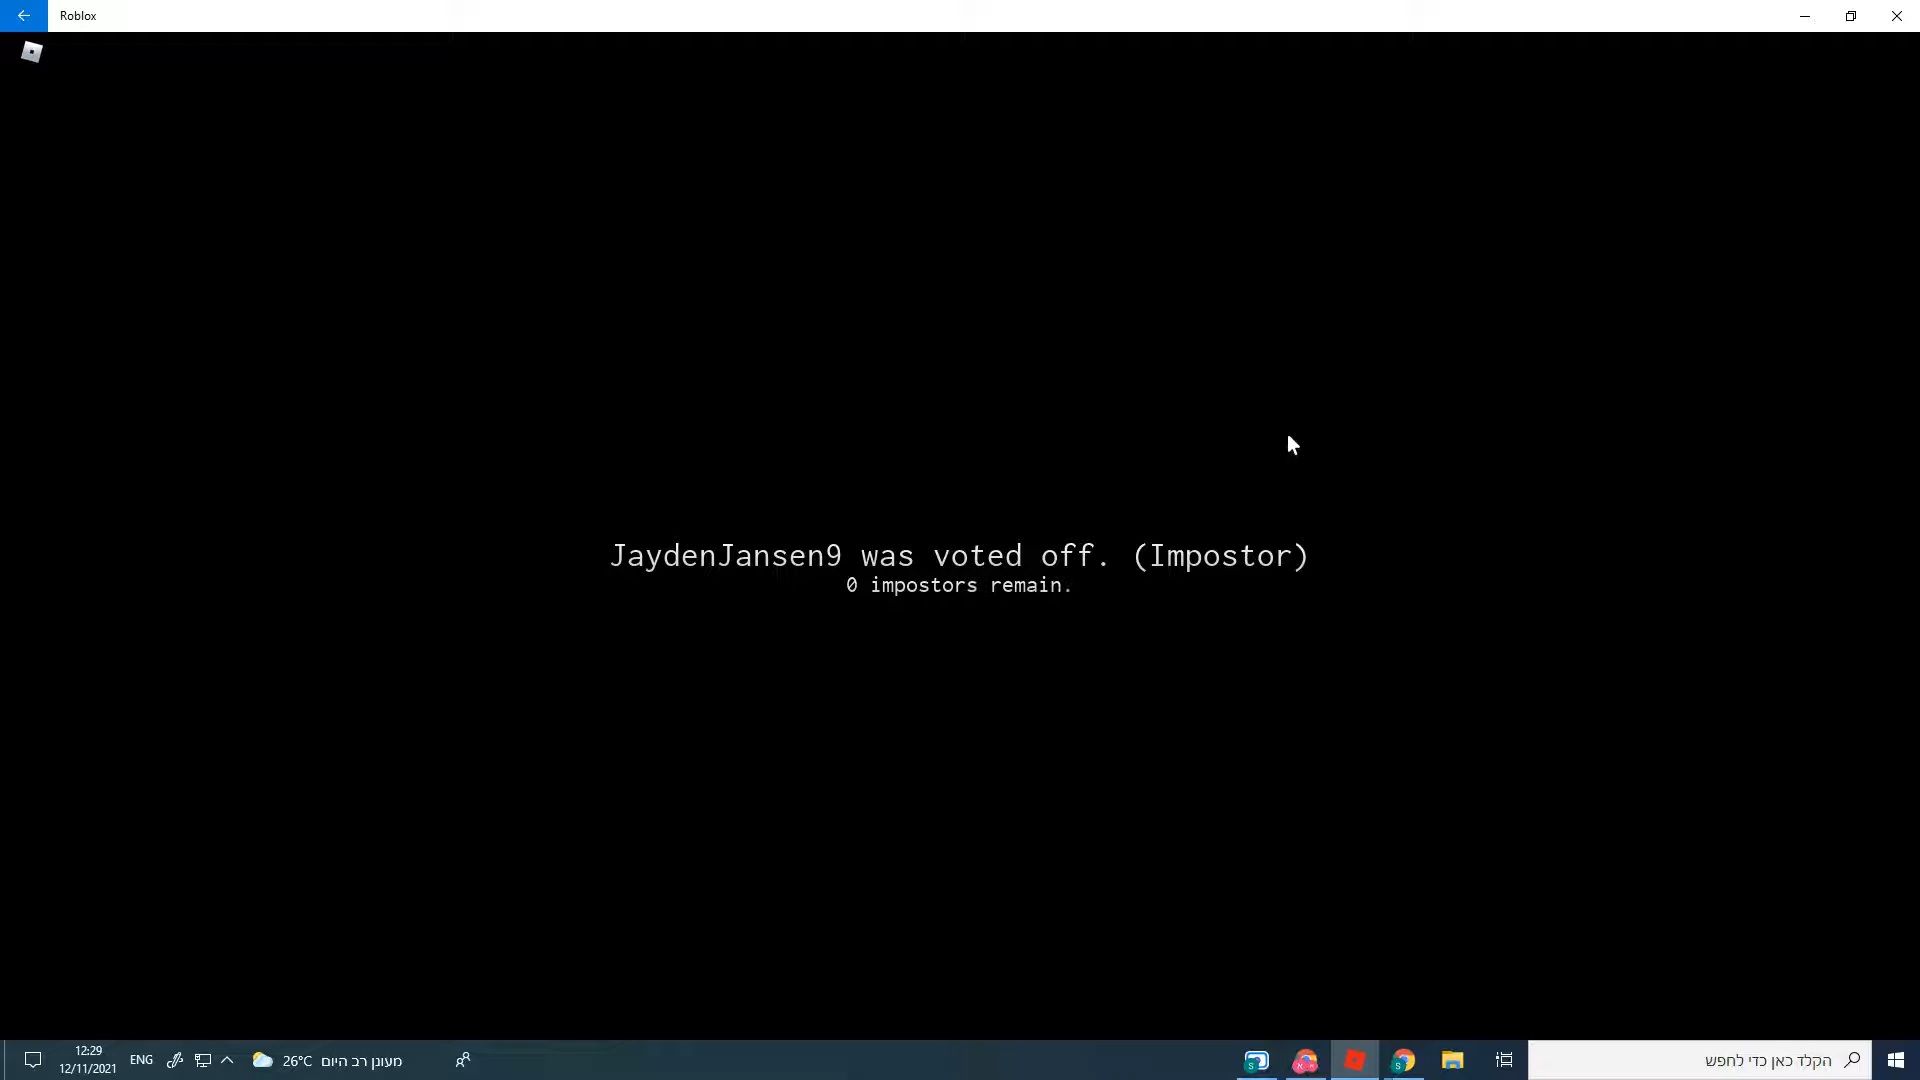 Roblox
JaydenJansen9 was voted off. (Impostor)
0 impostors remain.
12:29
12/11/2021
ENG
26°C מעונן רב היום
הקלד כאן כדי לחפש